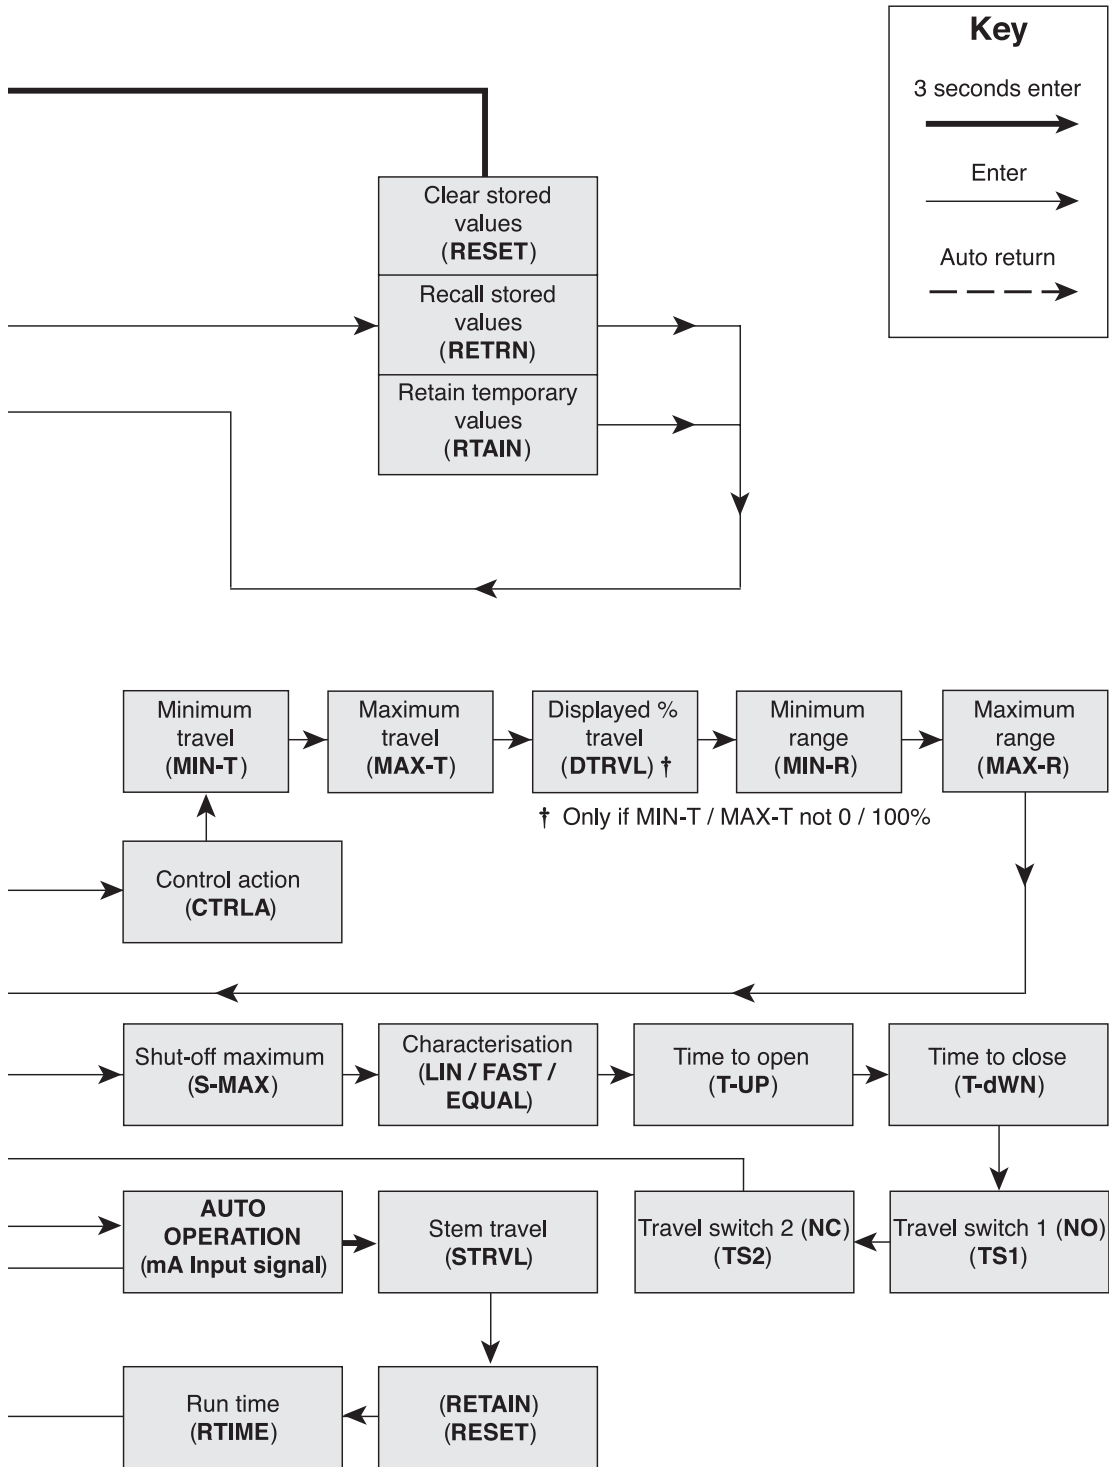 Key
3 seconds enter
Enter
Auto return
Clear stored
values
(RESET)
Recall stored
values
(RETRN)
Retain temporary
values
(RTAIN)
Minimum
travel
(MIN-T)
Maximum
travel
(MAX-T)
Displayed %
travel
(DTRVL) †
Minimum
range
(MIN-R)
Maximum
range
(MAX-R)
† Only if MIN-T / MAX-T not 0 / 100%
Control action
(CTRLA)
Shut-off maximum
(S-MAX)
Characterisation
(LIN / FAST /
EQUAL)
Time to open
(T-UP)
Time to close
(T-dWN)
AUTO
OPERATION
(mA Input signal)
Stem travel
(STRVL)
Travel switch 2 (NC)
(TS2)
Travel switch 1 (NO)
(TS1)
Run time
(RTIME)
(RETAIN)
(RESET)